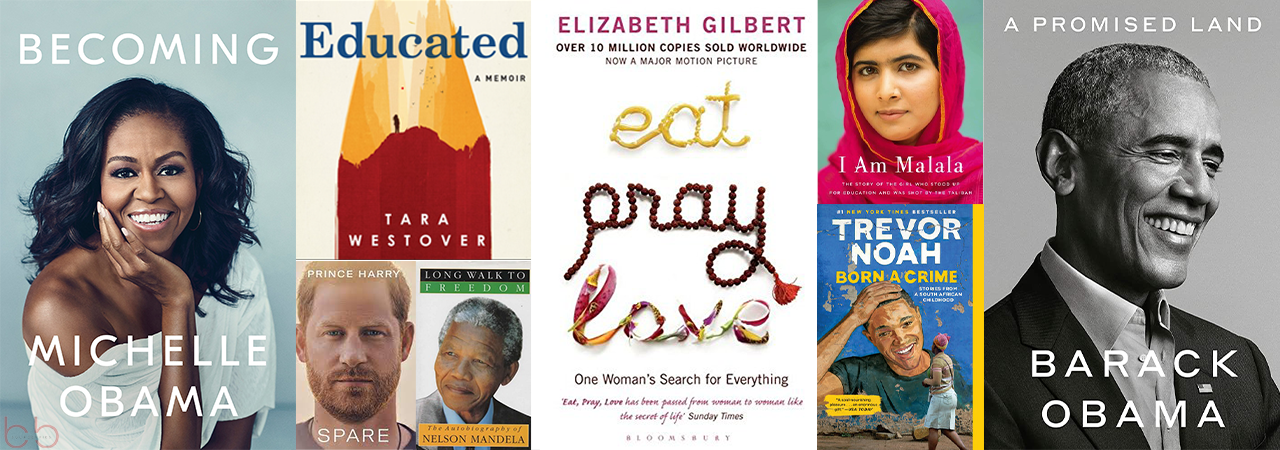 BECOMING
MICHELLE
OBAMA
bb
Educated
A MEMOIR
TARA
WESTOVER
PRINCE HARRY
SPARE
LONG WALK TO
FREEDOM
The Autobiography of
NELSON MANDELA
ELIZABETH GILBERT
OVER 10 MILLION COPIES SOLD WORLDWIDE
NOW A MAJOR MOTION PICTURE
eat
pray
love
One Woman's Search for Everything
'Eat, Pray, Love has been passed from woman to woman like
the secret of life' Sunday Times
BLOOMSBURY
I Am Malala
THE STORY OF THE GIRL WHO STOOD UP
FOR EDUCATION AND WAS SHOT BY THE TALIBAN
#1 NEW YORK TIMES BESTSELLER
TREVOR
NOAH
BORN A CRIME
STORIES FROM
A SOUTH AFRICAN
CHILDHOOD
A PROMISED LAND
BARACK
OBAMA